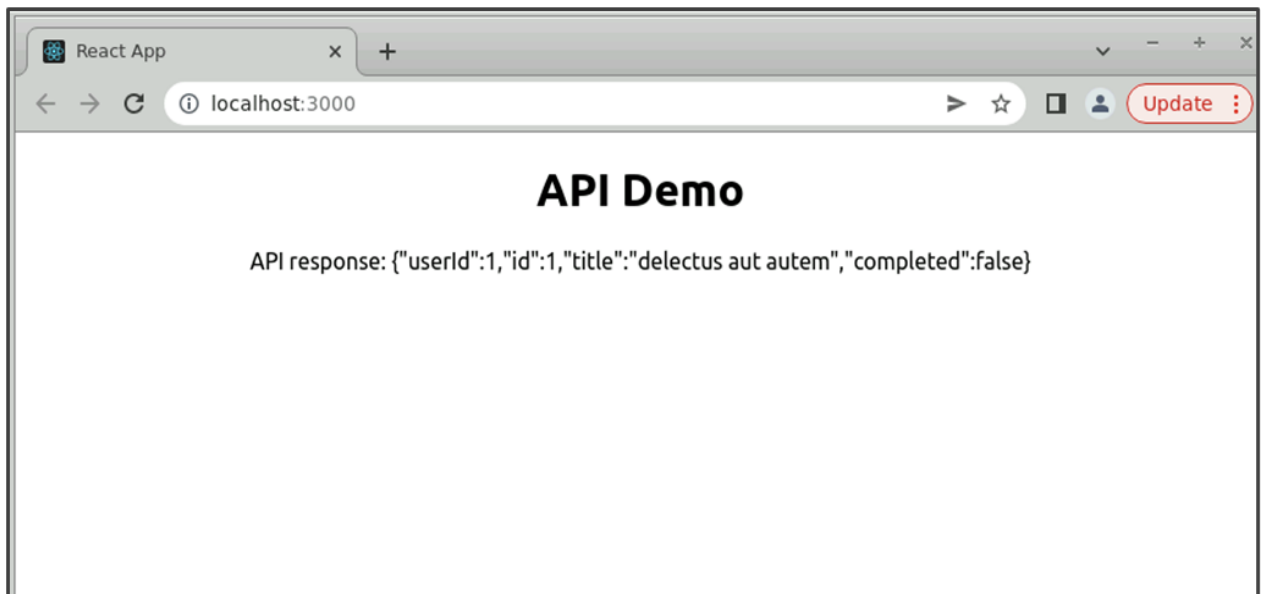 React App
localhost:3000
Update
API Demo
API response: {"userId":1,"id":1,"title":"delectus aut autem","completed":false}